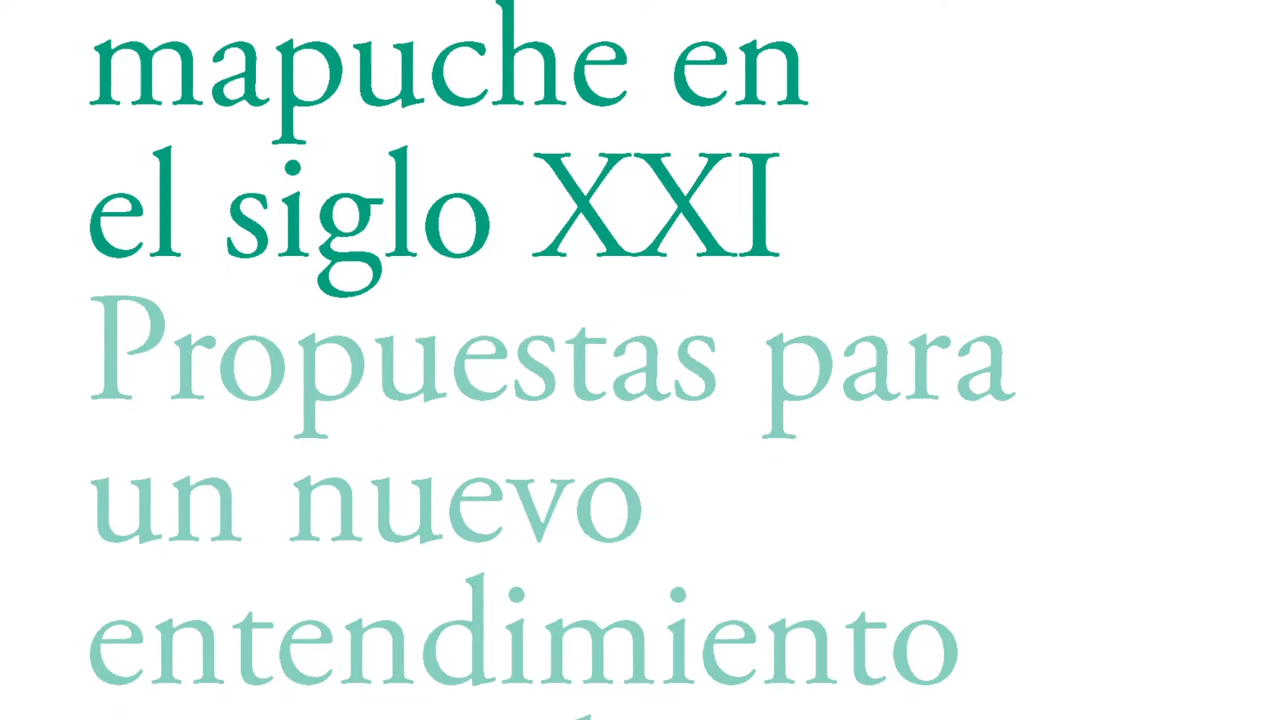 mapuche en
el siglo XXI
Propuestas para
un nuevo
entendimiento